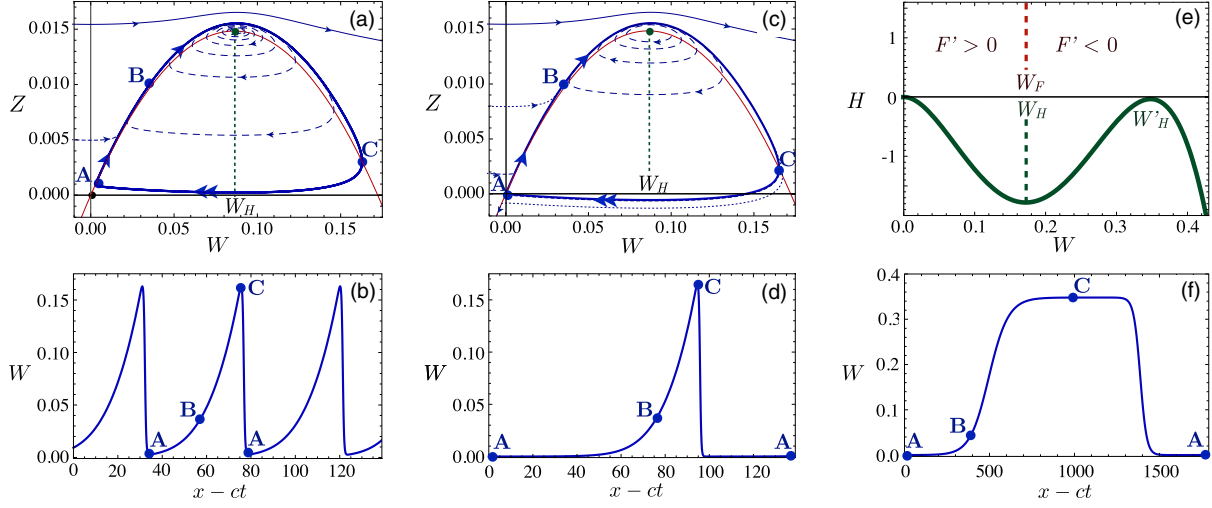 (a)
0.015
B
0.010
Z
0.005
A
C
0.000
W_H
0.00
0.05
0.10
0.15
W
(c)
0.015
B
0.010
Z
0.005
C
0.000
A
W_H
0.00
0.05
0.10
0.15
W
(e)
F' > 0
F' < 0
1
W_F
H
0
W_H
W'_H
-1
0
0.1
0.2
0.3
0.4
W
(b)
0.15
C
0.10
W
0.05
B
A
A
0.00
0
20
40
60
80
100
120
x − ct
(d)
0.15
C
0.10
W
0.05
B
A
A
0.00
0
20
40
60
80
100
120
x − ct
(f)
0.4
C
0.3
0.2
W
0.1
B
A
A
0.0
0
500
1000
1500
x − ct